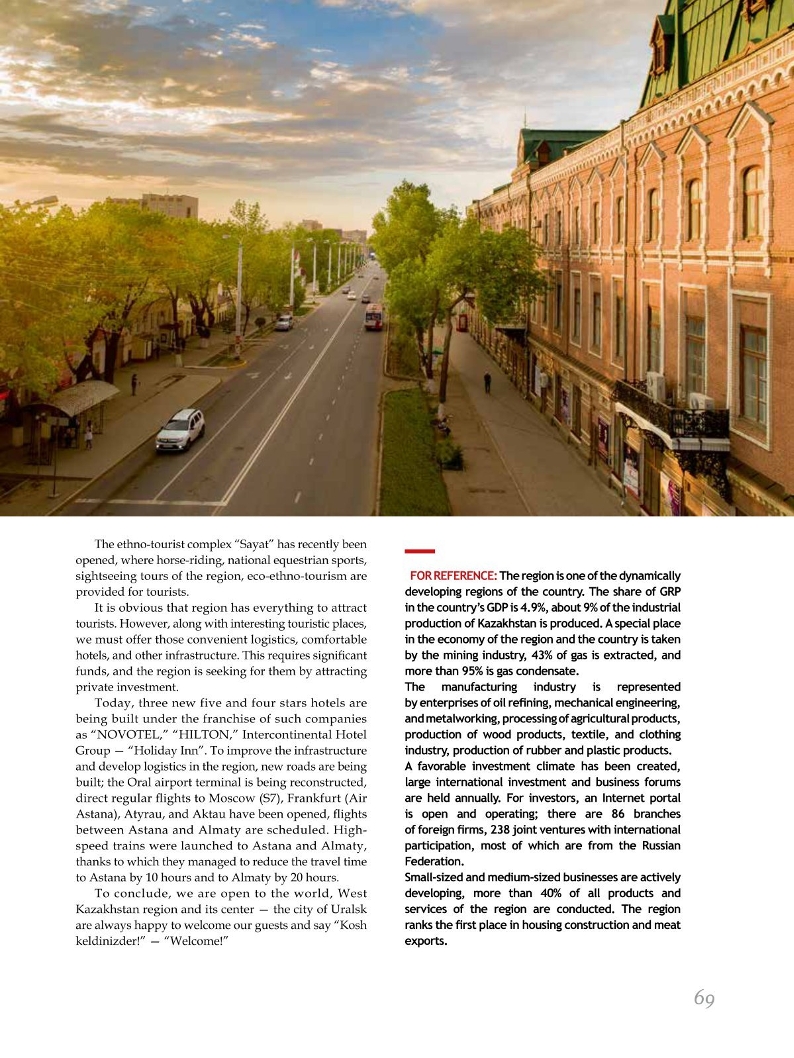 The ethno-tourist complex “Sayat” has recently been
opened, where horse-riding, national equestrian sports,
sightseeing tours of the region, eco-ethno-tourism are
provided for tourists.
It is obvious that region has everything to attract
tourists. However, along with interesting touristic places,
we must offer those convenient logistics, comfortable
hotels, and other infrastructure. This requires significant
funds, and the region is seeking for them by attracting
private investment.
Today, three new five and four stars hotels are
being built under the franchise of such companies
as “NOVOTEL,” “HILTON,” Intercontinental Hotel
Group — “Holiday Inn”. To improve the infrastructure
and develop logistics in the region, new roads are being
built; the Oral airport terminal is being reconstructed,
direct regular flights to Moscow (S7), Frankfurt (Air
Astana), Atyrau, and Aktau have been opened, flights
between Astana and Almaty are scheduled. High-
speed trains were launched to Astana and Almaty,
thanks to which they managed to reduce the travel time
to Astana by 10 hours and to Almaty by 20 hours.
To conclude, we are open to the world, West
Kazakhstan region and its center — the city of Uralsk
are always happy to welcome our guests and say “Kosh
keldinizder!” — “Welcome!”
FOR REFERENCE: The region is one of the dynamically
developing regions of the country. The share of GRP
in the country’s GDP is 4.9%, about 9% of the industrial
production of Kazakhstan is produced. A special place
in the economy of the region and the country is taken
by the mining industry, 43% of gas is extracted, and
more than 95% is gas condensate.
The manufacturing industry is represented
by enterprises of oil refining, mechanical engineering,
and metalworking, processing of agricultural products,
production of wood products, textile, and clothing
industry, production of rubber and plastic products.
A favorable investment climate has been created,
large international investment and business forums
are held annually. For investors, an Internet portal
is open and operating; there are 86 branches
of foreign firms, 238 joint ventures with international
participation, most of which are from the Russian
Federation.
Small-sized and medium-sized businesses are actively
developing, more than 40% of all products and
services of the region are conducted. The region
ranks the first place in housing construction and meat
exports.
69